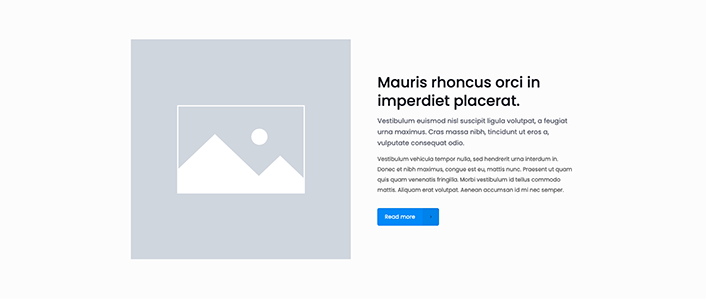 Mauris rhoncus orci in
imperdiet placerat.
Vestibulum euismod nisl suscipit ligula volutpat, a feugiat
urna maximus. Cras massa nibh, tincidunt ut eros a,
vulputate consequat odio.
Vestibulum vehicula tempor nulla, sed hendrerit urna interdum in.
Donec et nibh maximus, congue est eu, mattis nunc. Praesent ut quam
quis quam venenatis fringilla. Morbi vestibulum id tellus commodo
mattis. Aliquam erat volutpat. Aenean accumsan id mi nec semper.
Read more